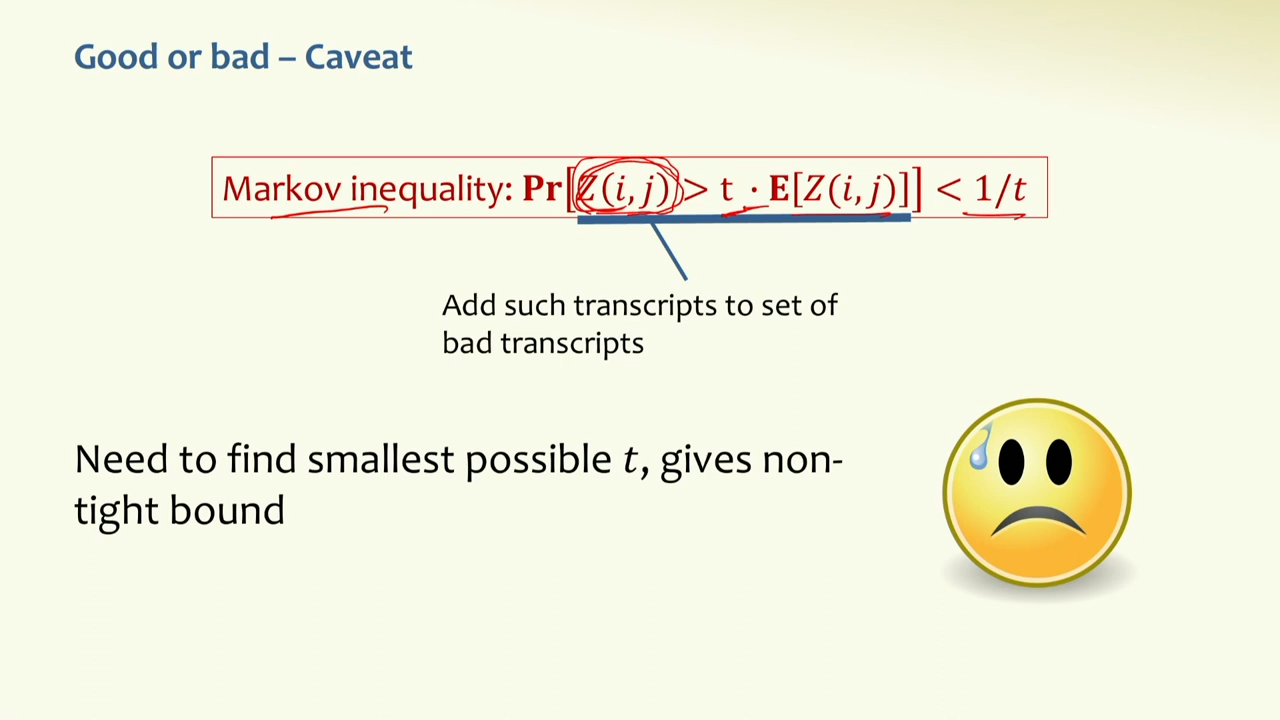 Good or bad – Caveat
Markov inequality: Pr[Z(i, j) > t · E[Z(i, j)]] < 1/t
Add such transcripts to set of
bad transcripts
Need to find smallest possible t, gives non-
tight bound